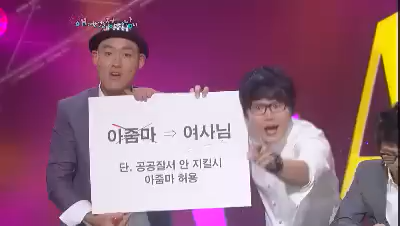 아줌마 ⇒ 여사님
단. 공공질서 안 지킬시
아줌마 허용